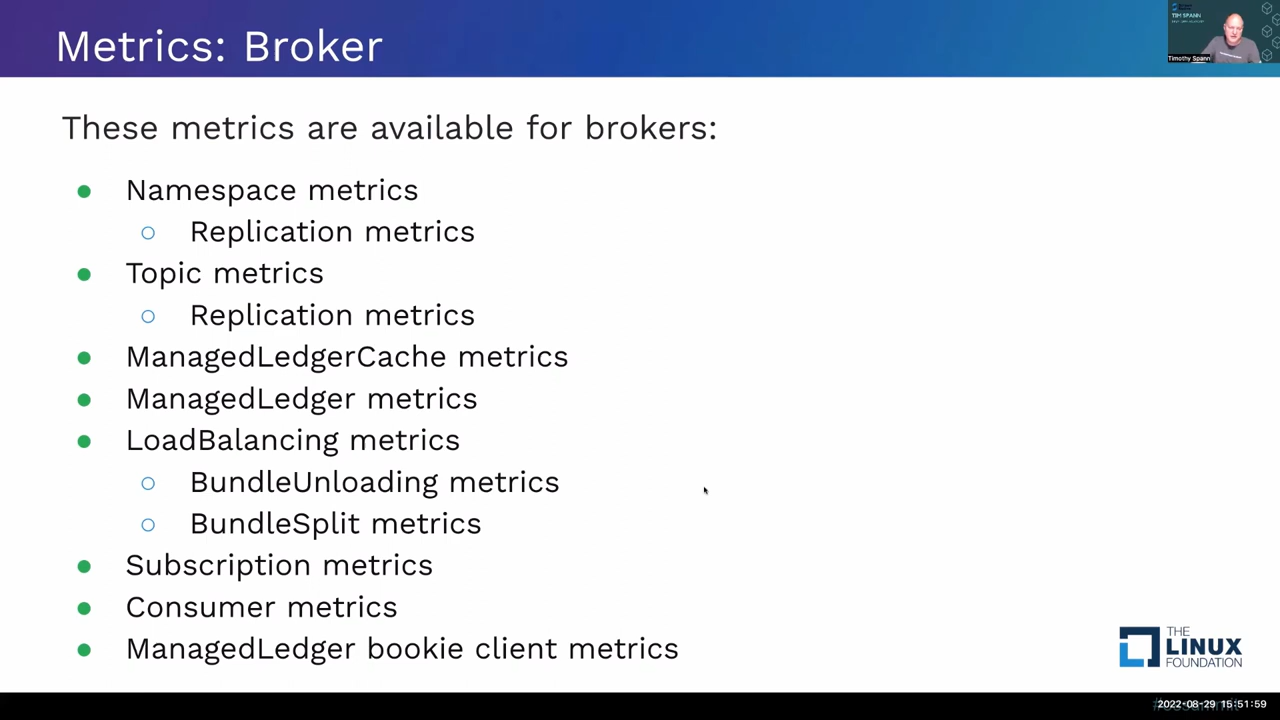 Metrics: Broker
TIM SPANN
Timothy Spann
These metrics are available for brokers:
● Namespace metrics
○ Replication metrics
● Topic metrics
○ Replication metrics
● ManagedLedgerCache metrics
● ManagedLedger metrics
● LoadBalancing metrics
○ BundleUnloading metrics
○ BundleSplit metrics
● Subscription metrics
● Consumer metrics
● ManagedLedger bookie client metrics
THE
LINUX
FOUNDATION
2022-08-29 15:51:59